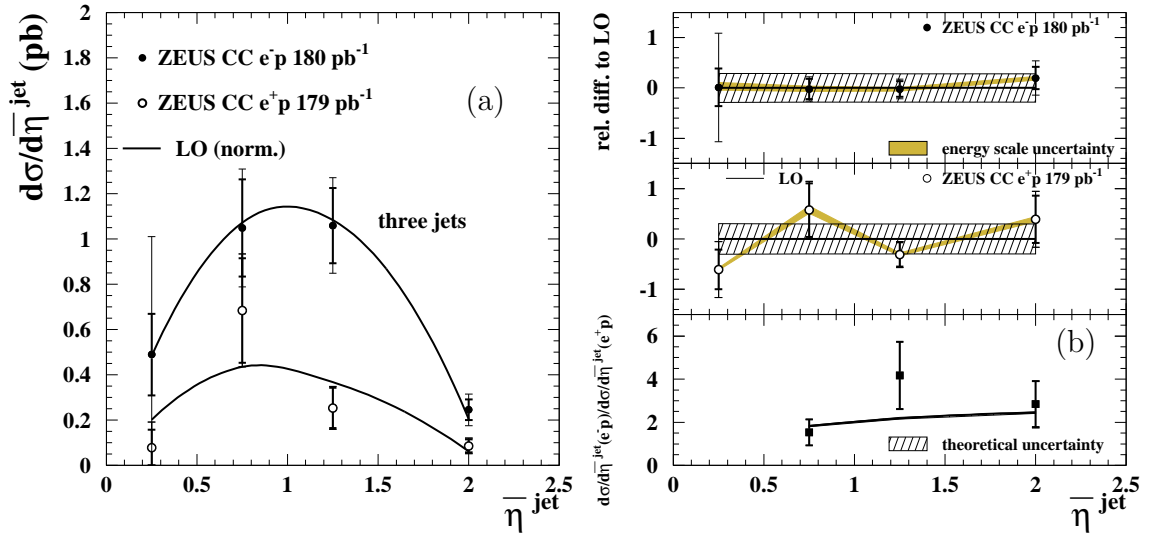 dσ/dη̅ jet (pb)
2
1.8
1.6
1.4
1.2
1
0.8
0.6
0.4
0.2
0
ZEUS CC e-p 180 pb-1
ZEUS CC e+p 179 pb-1
LO (norm.)
(a)
three jets
0 0.5 1 1.5 2 2.5
η̅ jet
rel. diff. to LO
1
0
-1
ZEUS CC e-p 180 pb-1
energy scale uncertainty
1
0
-1
LO
ZEUS CC e+p 179 pb-1
dσ/dη̅ jet(e-p)/dσ/dη̅ jet(e+p)
6
4
2
0
(b)
theoretical uncertainty
0 0.5 1 1.5 2 2.5
η̅ jet